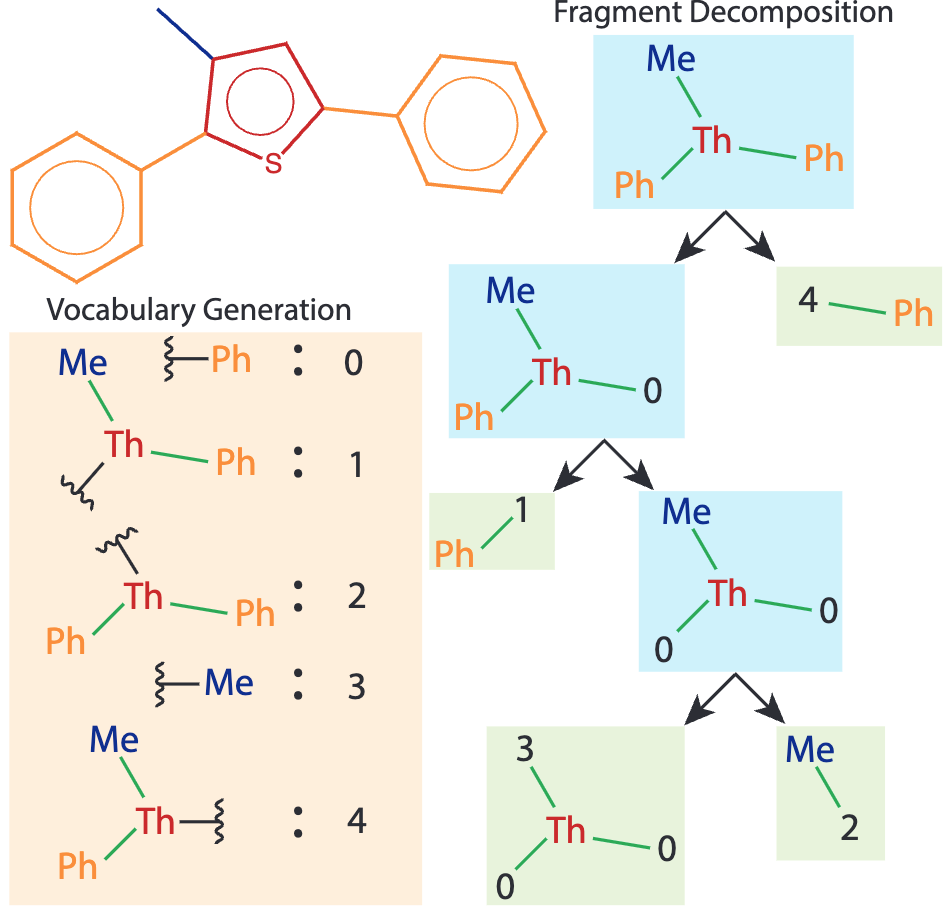 Fragment Decomposition
S
Me
Th
Ph
Ph
Me
Th
0
Ph
4 Ph
Vocabulary Generation
Ph : 0
Me
Th
Ph : 1
Th
Ph
Ph : 2
Me : 3
Me
Th : 4
Ph
1
Ph
Me
Th
0
0
3
Th
0
0
Me
2